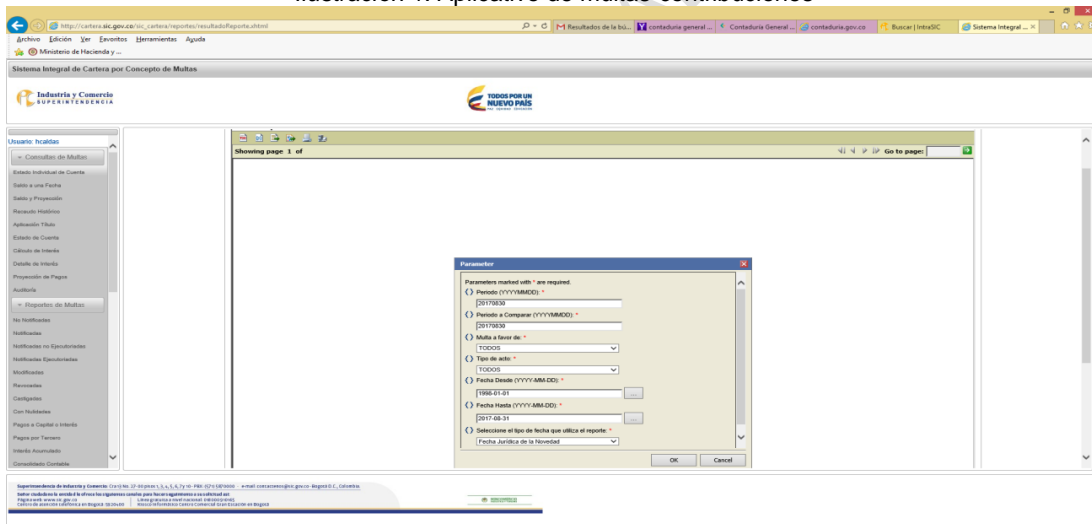 Ilustración 1. Aplicativo de multas contribuciones
http://cartera.sic.gov.co/sic_cartera/reportes/resultadoReporte.xhtml
Resultados de la bú...
contaduria general ...
Contaduría General ...
contaduria.gov.co
Buscar | IntraSIC
Sistema Integral ...
Archivo Edición Ver Favoritos Herramientas Ayuda
Ministerio de Hacienda y ...
Sistema Integral de Cartera por Concepto de Multas
Industria y Comercio
SUPERINTENDENCIA
TODOS POR UN
NUEVO PAÍS
Usuario: hcaldas
Consultas de Multas
Estado Individual de Cuenta
Saldo a una Fecha
Saldo y Proyección
Recaudo Histórico
Aplicación Título
Estado de Cuenta
Cálculo de Interés
Detalle de Interés
Proyección de Pagos
Auditoría
Reportes de Multas
No Notificadas
Notificadas
Notificadas no Ejecutoriadas
Notificadas Ejecutoriadas
Modificadas
Revocadas
Castigadas
Con Nulidades
Pagos a Capital o Interés
Pagos por Tercero
Interés Acumulado
Consolidado Contable
Showing page 1 of
Go to page:
Parameter
Parameters marked with * are required.
Periodo (YYYYMMDD): *
20170830
Periodo a Comparar (YYYYMMDD): *
20170830
Multa a favor de: *
TODOS
Tipo de acto: *
TODOS
Fecha Desde (YYYY-MM-DD): *
1998-01-01
...
Fecha Hasta (YYYY-MM-DD): *
2017-08-31
...
Seleccione el tipo de fecha que utiliza el reporte: *
Fecha Jurídica de la Novedad
OK Cancel